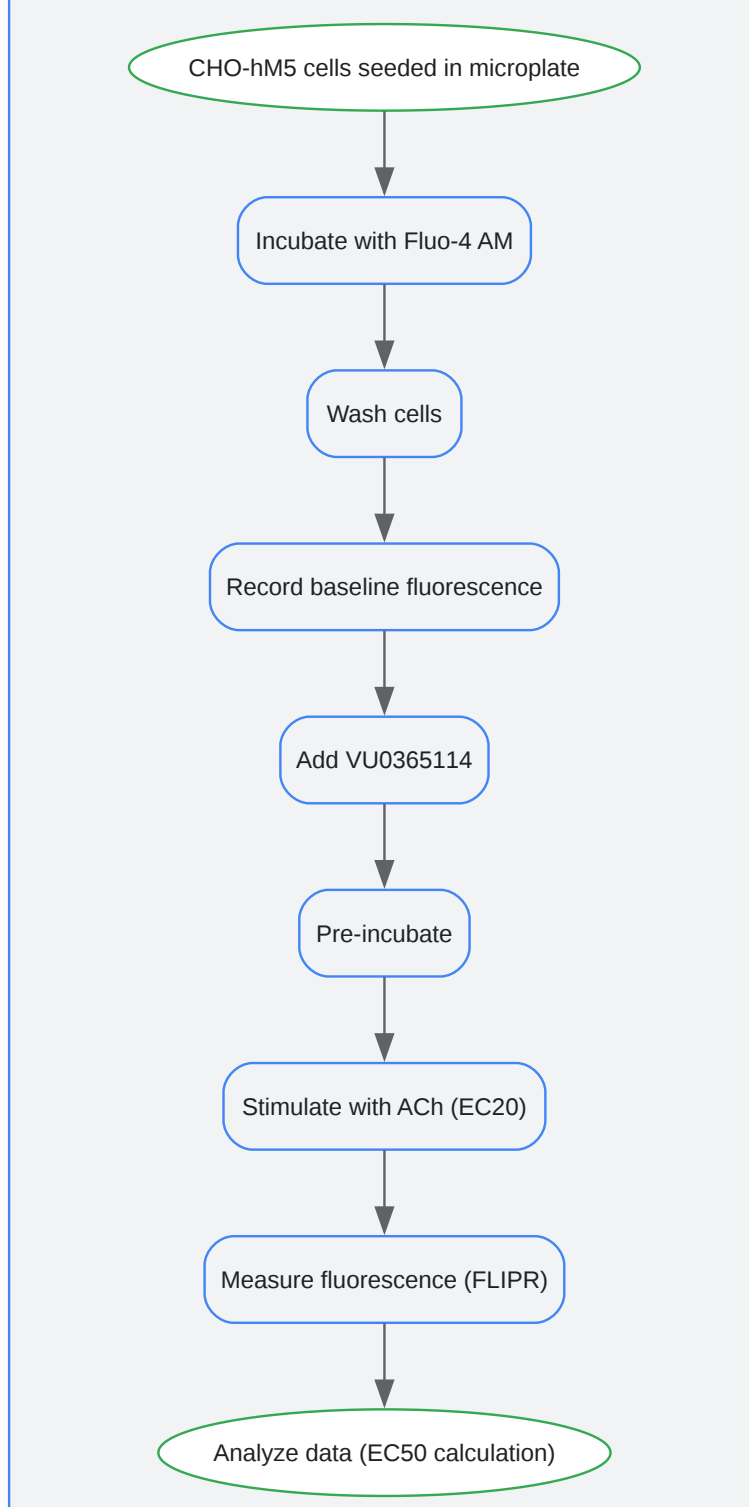 CHO-hM5 cells seeded in microplate
Incubate with Fluo-4 AM
Wash cells
Record baseline fluorescence
Add VU0365114
Pre-incubate
Stimulate with ACh (EC20)
Measure fluorescence (FLIPR)
Analyze data (EC50 calculation)